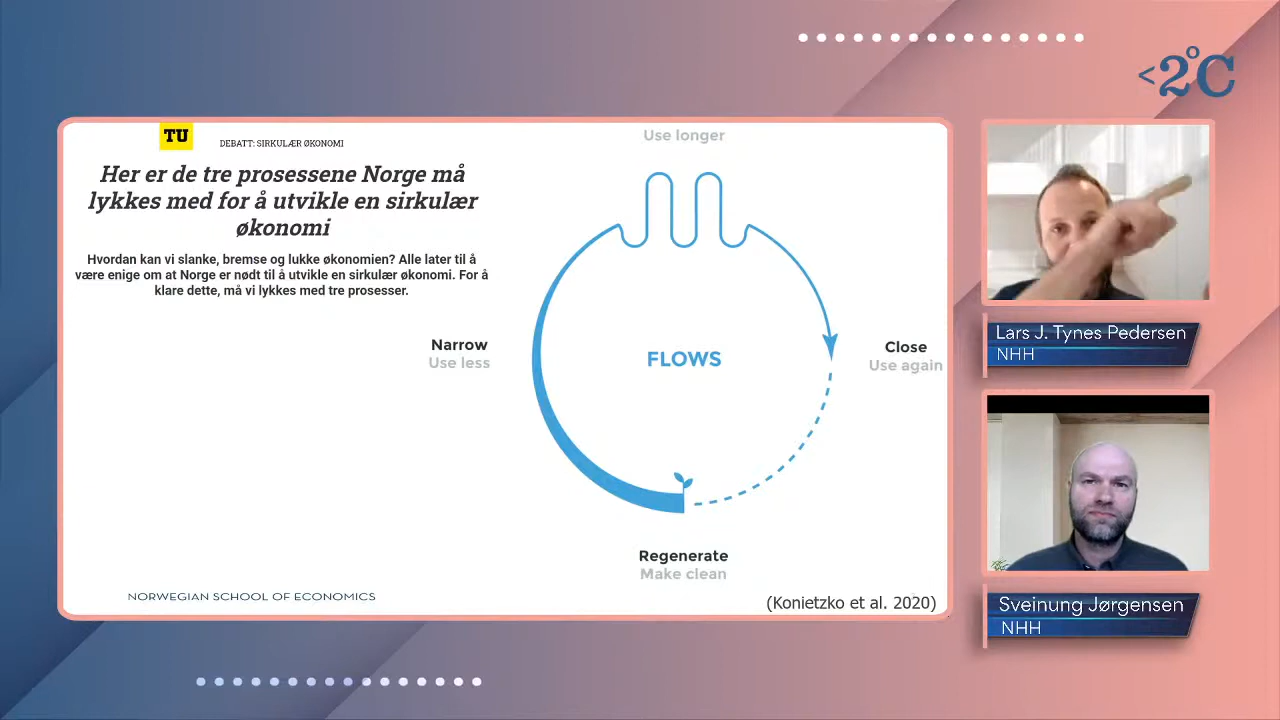 <2°C
TU
DEBATT: SIRKULÆR ØKONOMI
Her er de tre prosessene Norge må
lykkes med for å utvikle en sirkulær
økonomi
Hvordan kan vi slanke, bremse og lukke økonomien? Alle later til å
være enige om at Norge er nødt til å utvikle en sirkulær økonomi. For å
klare dette, må vi lykkes med tre prosesser.
Use longer
Narrow
Use less
FLOWS
Close
Use again
Regenerate
Make clean
NORWEGIAN SCHOOL OF ECONOMICS
(Konietzko et al. 2020)
Lars J. Tynes Pedersen
NHH
Sveinung Jørgensen
NHH